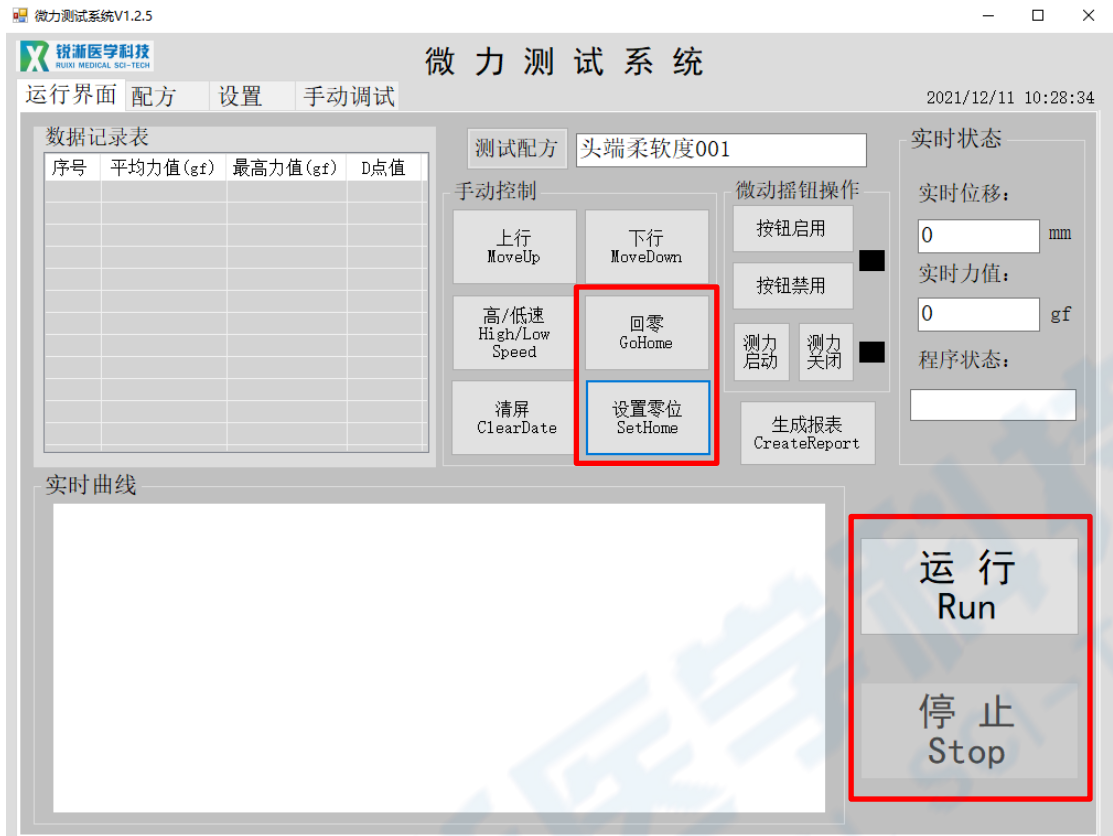 微力测试系统V1.2.5
锐浙医学科技
RUIXI MEDICAL SCI-TECH
微 力 测 试 系 统
运行界面 配方 设置 手动调试
2021/12/11 10:28:34
数据记录表
序号 平均力值(gf) 最高力值(gf) D点值
测试配方 头端柔软度001
手动控制
上行
MoveUp
下行
MoveDown
高/低速
High/Low
Speed
回零
GoHome
清屏
ClearDate
设置零位
SetHome
微动摇钮操作
按钮启用
按钮禁用
测力
启动
测力
关闭
生成报表
CreateReport
实时状态
实时位移:
0 mm
实时力值:
0 gf
程序状态:
实时曲线
运 行
Run
停 止
Stop